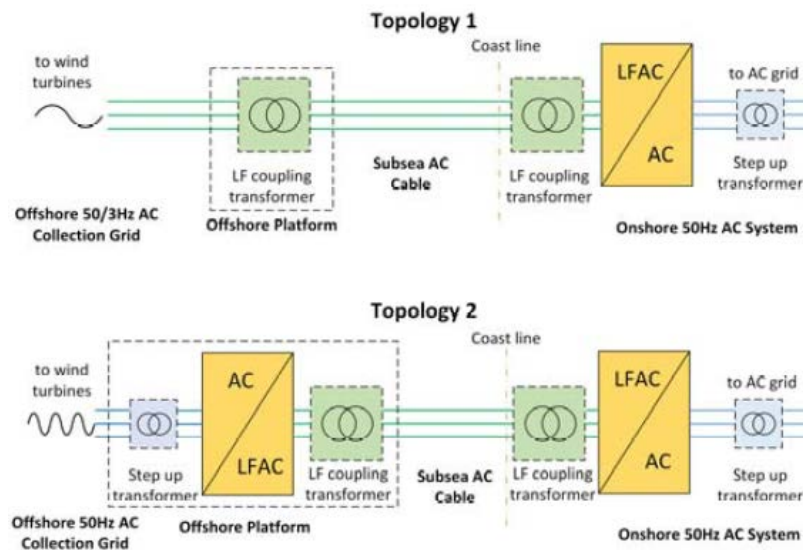 Topology 1
to wind
turbines
Coast line
LFAC
AC
to AC grid
LF coupling
transformer
Subsea AC
Cable
LF coupling
transformer
Step up
transformer
Offshore 50/3Hz AC
Collection Grid
Offshore Platform
Onshore 50Hz AC System
Topology 2
to wind
turbines
Coast line
AC
LFAC
LFAC
AC
to AC grid
Step up
transformer
LF coupling
transformer
Subsea AC
Cable
LF coupling
transformer
Step up
transformer
Offshore 50Hz AC
Collection Grid
Offshore Platform
Onshore 50Hz AC System